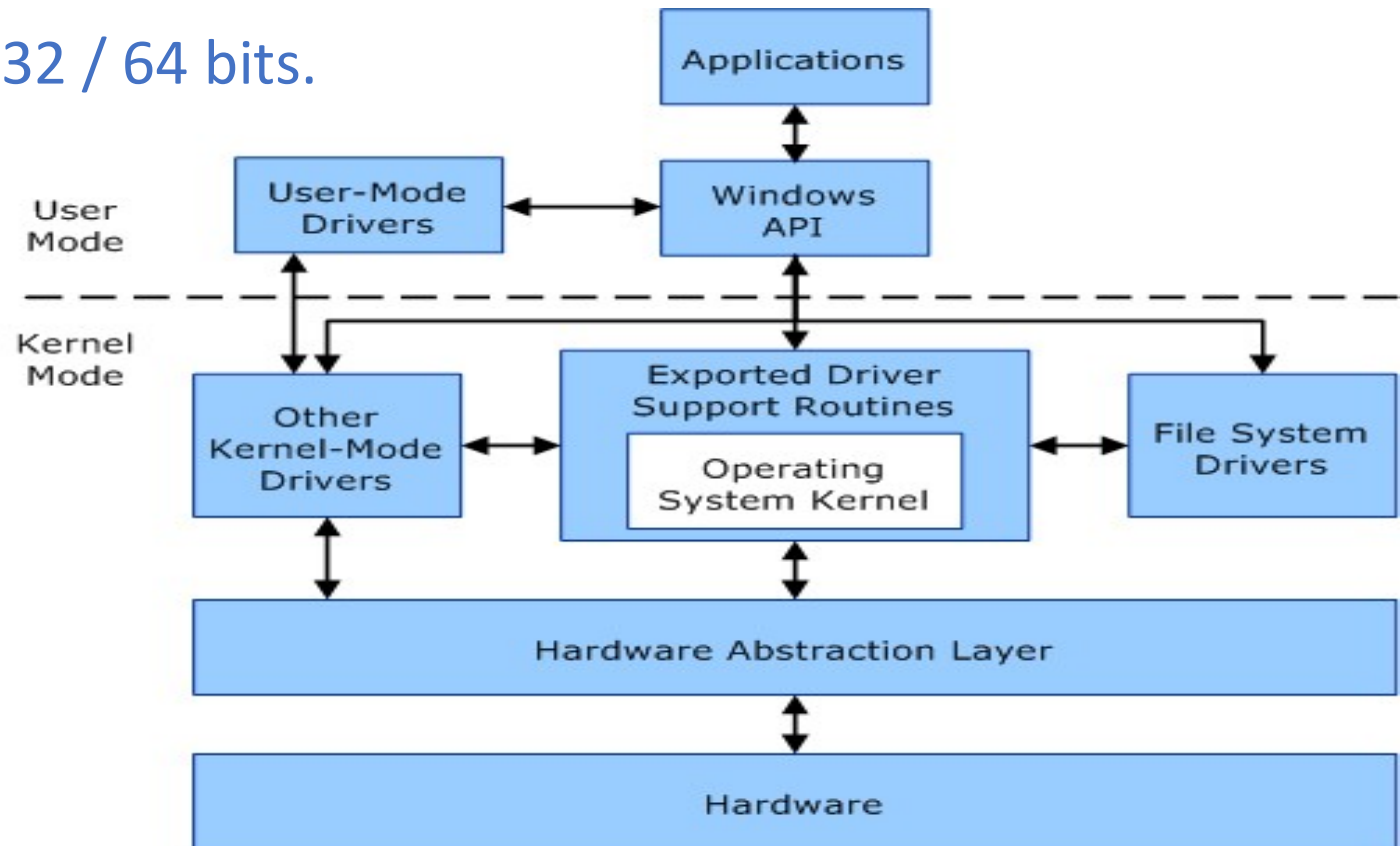 32 / 64 bits.
Applications
User-Mode
Drivers
Windows
API
User
Mode
Kernel
Mode
Other
Kernel-Mode
Drivers
Exported Driver
Support Routines
Operating
System Kernel
File System
Drivers
Hardware Abstraction Layer
Hardware